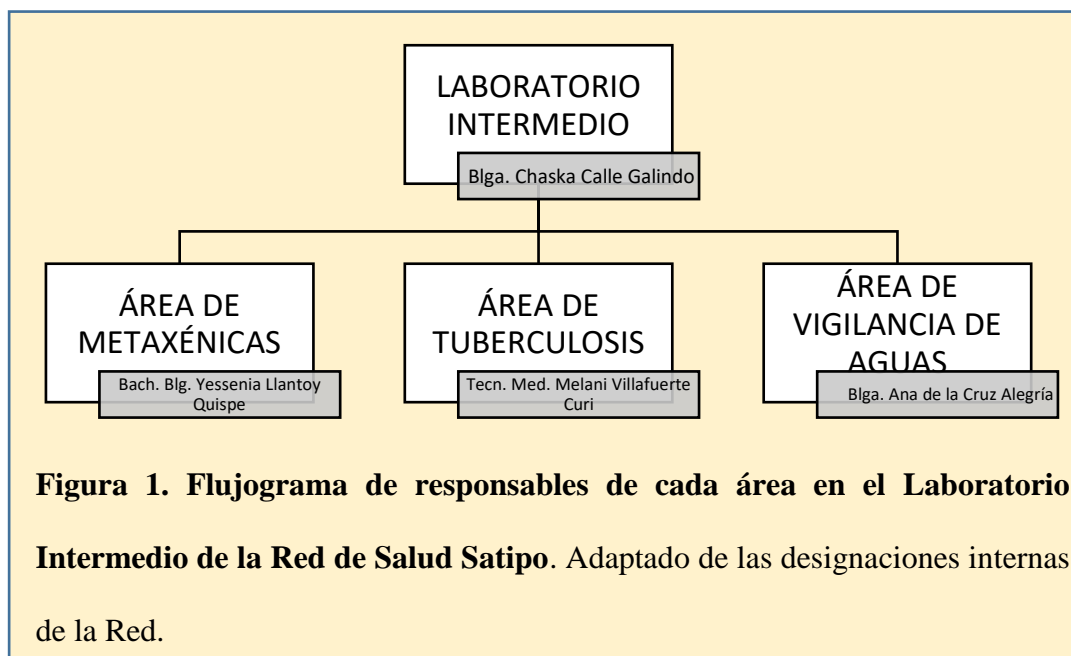 LABORATORIO
INTERMEDIO
Blga. Chaska Calle Galindo
ÁREA DE
METAXÉNICAS
Bach. Blg. Yessenia Llantoy
Quispe
ÁREA DE
TUBERCULOSIS
Tecn. Med. Melani Villafuerte
Curi
ÁREA DE
VIGILANCIA DE
AGUAS
Blga. Ana de la Cruz Alegría
Figura 1. Flujograma de responsables de cada área en el Laboratorio
Intermedio de la Red de Salud Satipo. Adaptado de las designaciones internas
de la Red.